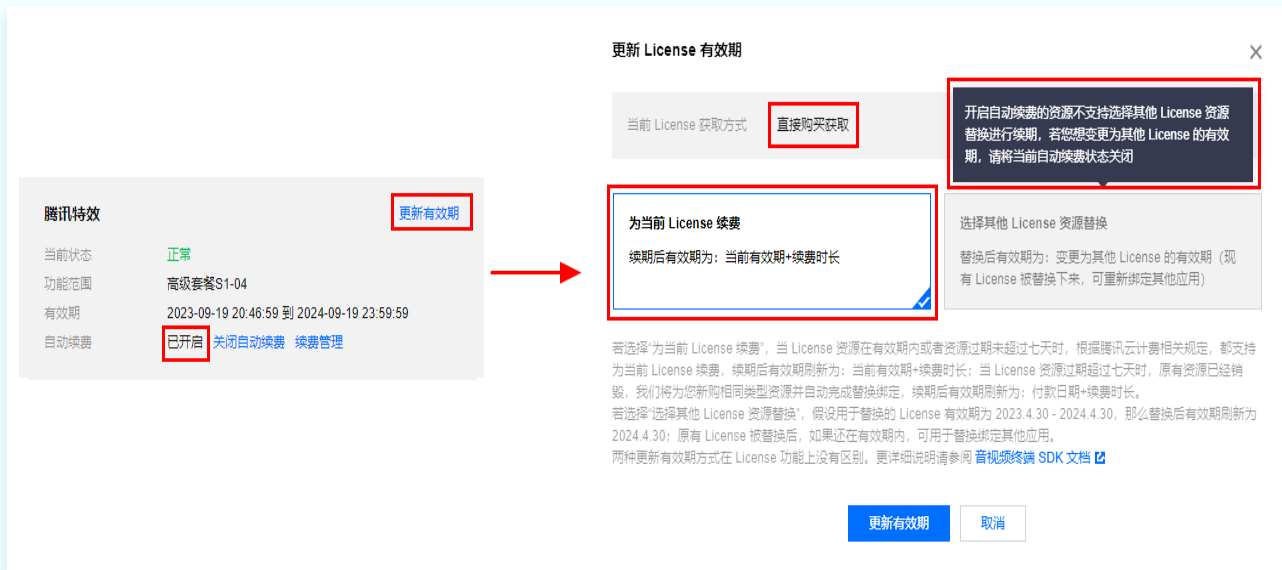 腾讯特效
更新有效期
当前状态 正常
功能范围 高级套餐S1-04
有效期 2023-09-19 20:46:59 到 2024-09-19 23:59:59
自动续费 已开启 关闭自动续费 续费管理
更新 License 有效期
当前 License 获取方式 直接购买获取
开启自动续费的资源不支持选择其他 License 资源
替换进行续期，若您想变更为其他 License 的有效
期，请将当前自动续费状态关闭
为当前 License 续费
续期后有效期为：当前有效期+续费时长
选择其他 License 资源替换
替换后有效期为：变更为其他 License 的有效期（现
有 License 被替换下来，可重新绑定其他应用）
若选择“为当前 License 续费”，当 License 资源在有效期内或者资源过期未超过七天时，根据腾讯云计费相关规定，都支持
为当前 License 续费，续期后有效期刷新为：当前有效期+续费时长；当 License 资源过期超过七天时，原有资源已经销
毁，我们将为您新购相同类型资源并自动完成替换绑定，续期后有效期刷新为：付款日期+续费时长。
若选择“选择其他 License 资源替换”，假设用于替换的 License 有效期为 2023.4.30 - 2024.4.30，那么替换后有效期刷新为
2024.4.30；原有 License 被替换后，如果还在有效期内，可用于替换绑定其他应用。
两种更新有效期方式在 License 功能上没有区别。更详细说明请参阅 音视频终端 SDK 文档
更新有效期
取消